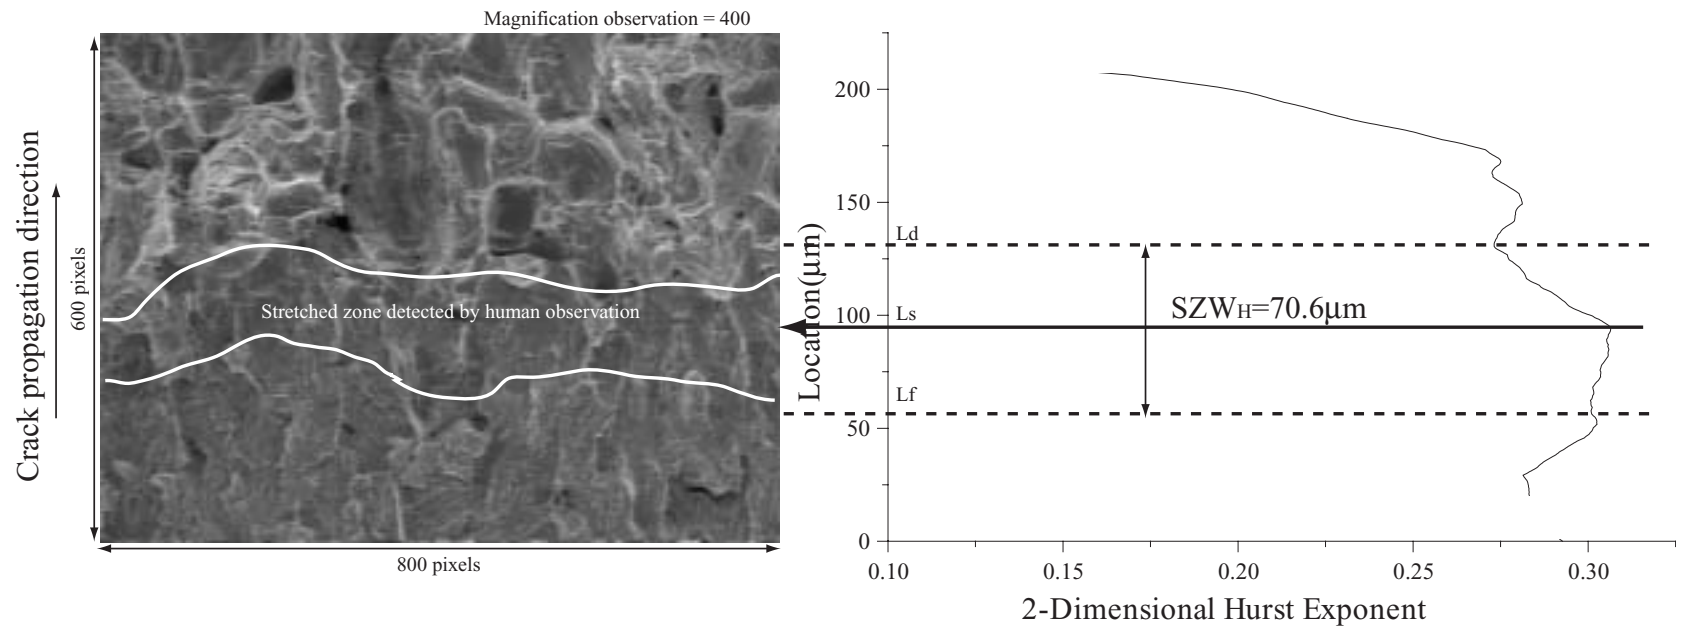 Magnification observation = 400
Crack propagation direction
600 pixels
Stretched zone detected by human observation
800 pixels
Location(μm)
200
150
100
50
0
Ld
Ls
Lf
SZWH=70.6μm
0.10
0.15
0.20
0.25
0.30
2-Dimensional Hurst Exponent